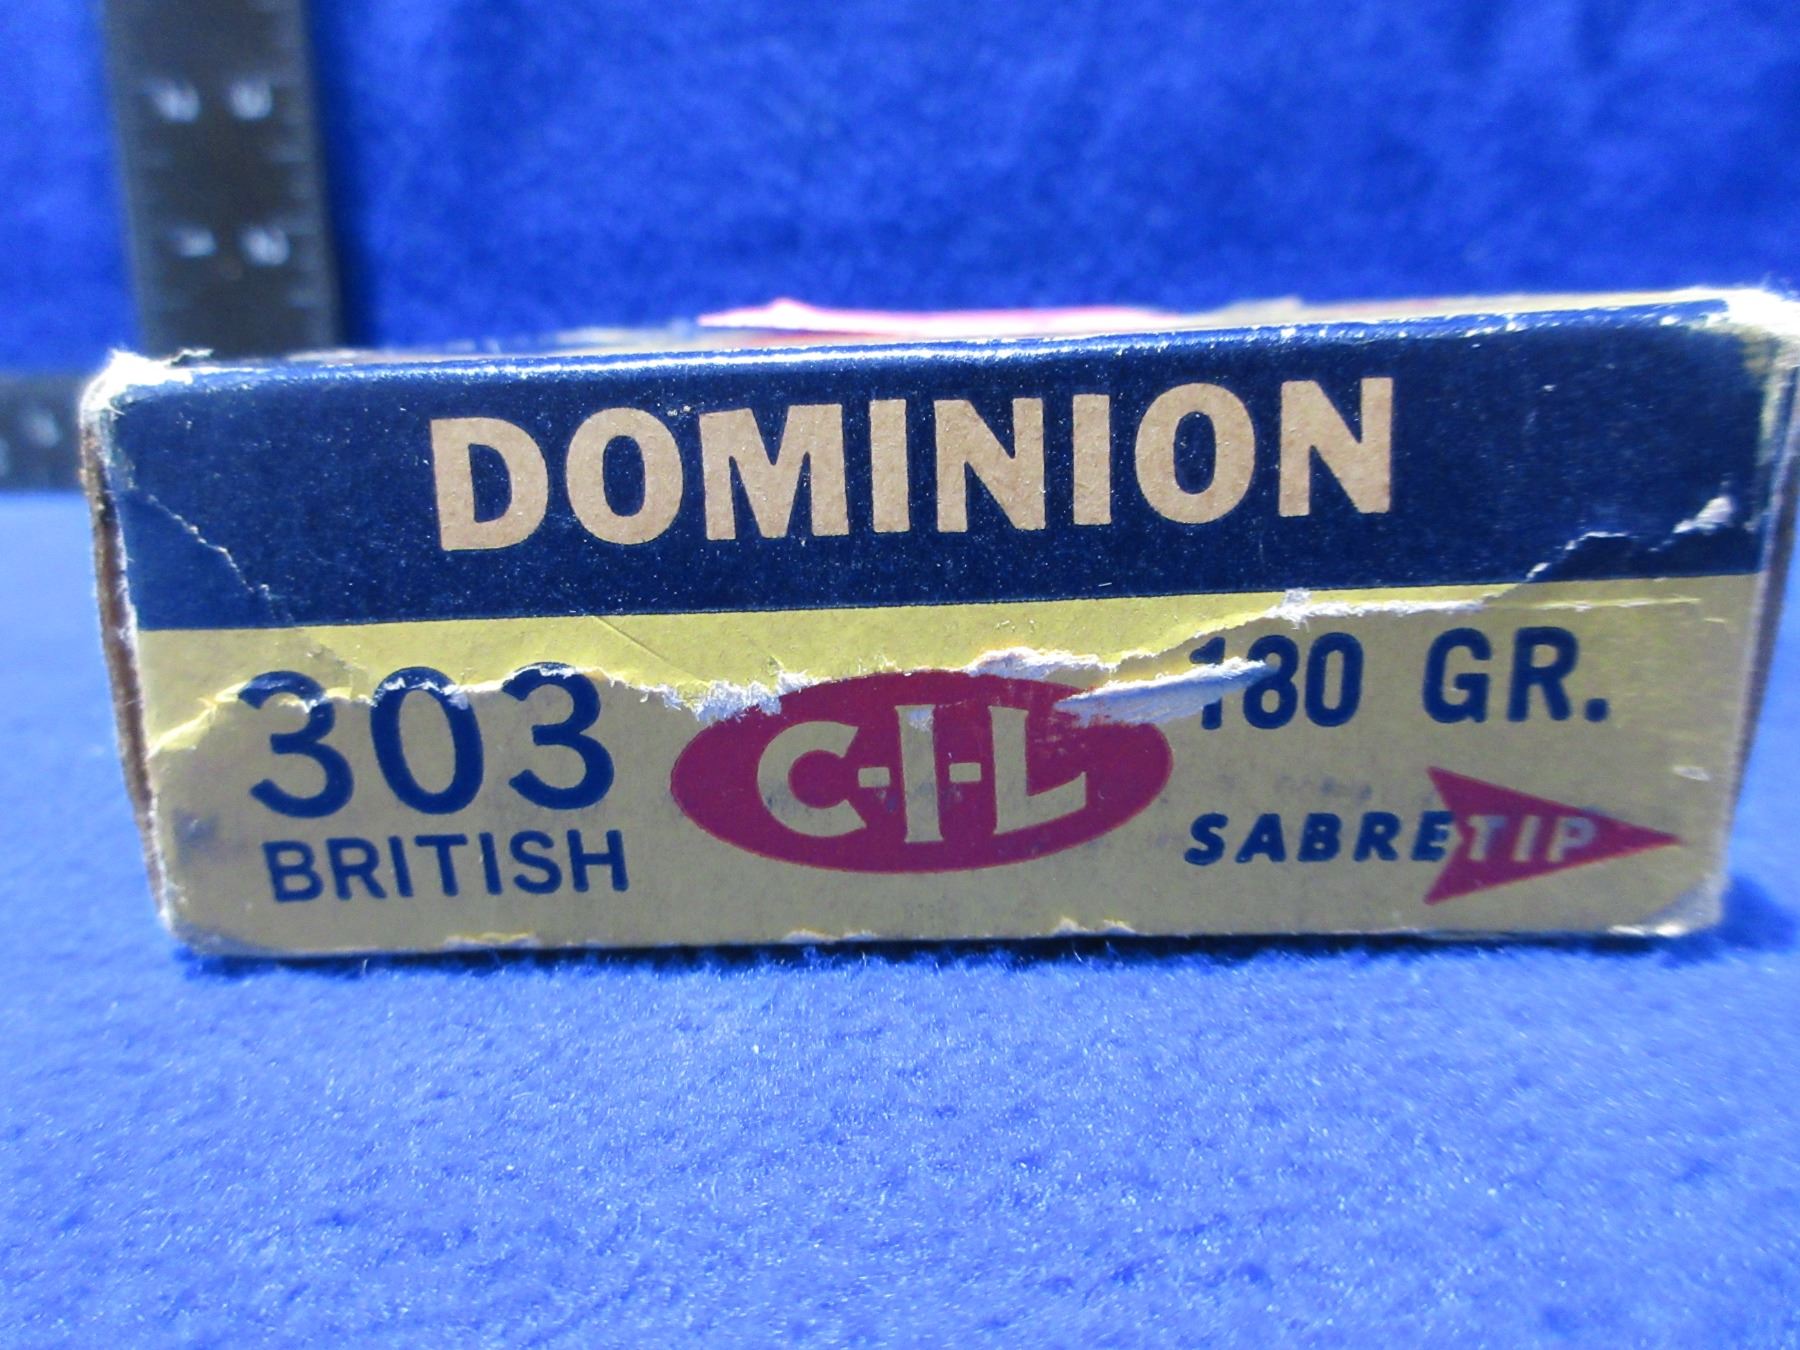 DOMINION
303
BRITISH
C-I-L
180 GR.
SABRETIP